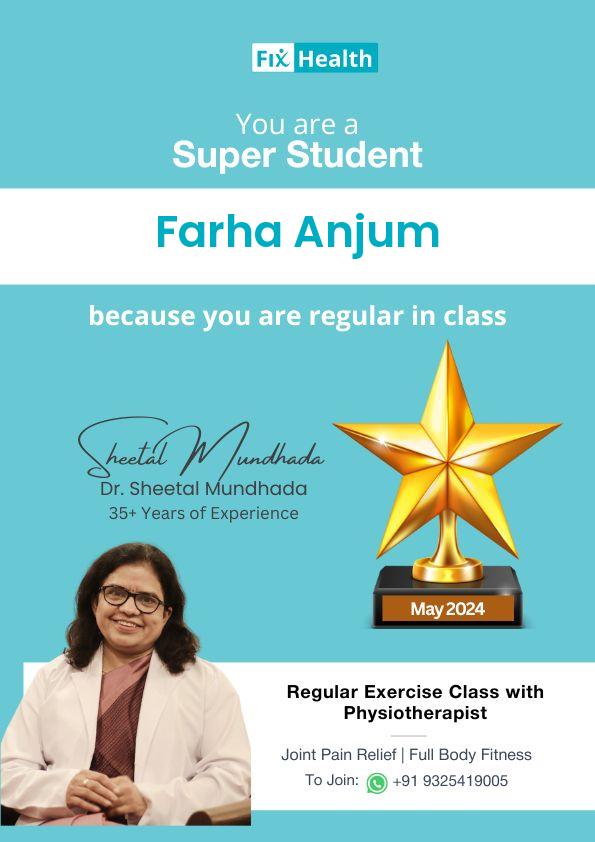 Fix Health
You are a
Super Student
Farha Anjum
because you are regular in class
Sheetal Mundhada
Dr. Sheetal Mundhada
35+ Years of Experience
May 2024
Regular Exercise Class with
Physiotherapist
Joint Pain Relief | Full Body Fitness
To Join: +91 9325419005